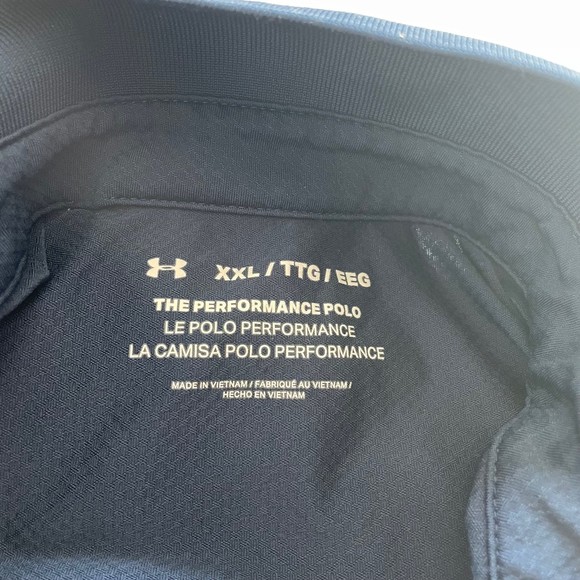 XXL / TTG / EEG
THE PERFORMANCE POLO
LE POLO PERFORMANCE
LA CAMISA POLO PERFORMANCE
MADE IN VIETNAM / FABRIQUÉ AU VIETNAM /
HECHO EN VIETNAM